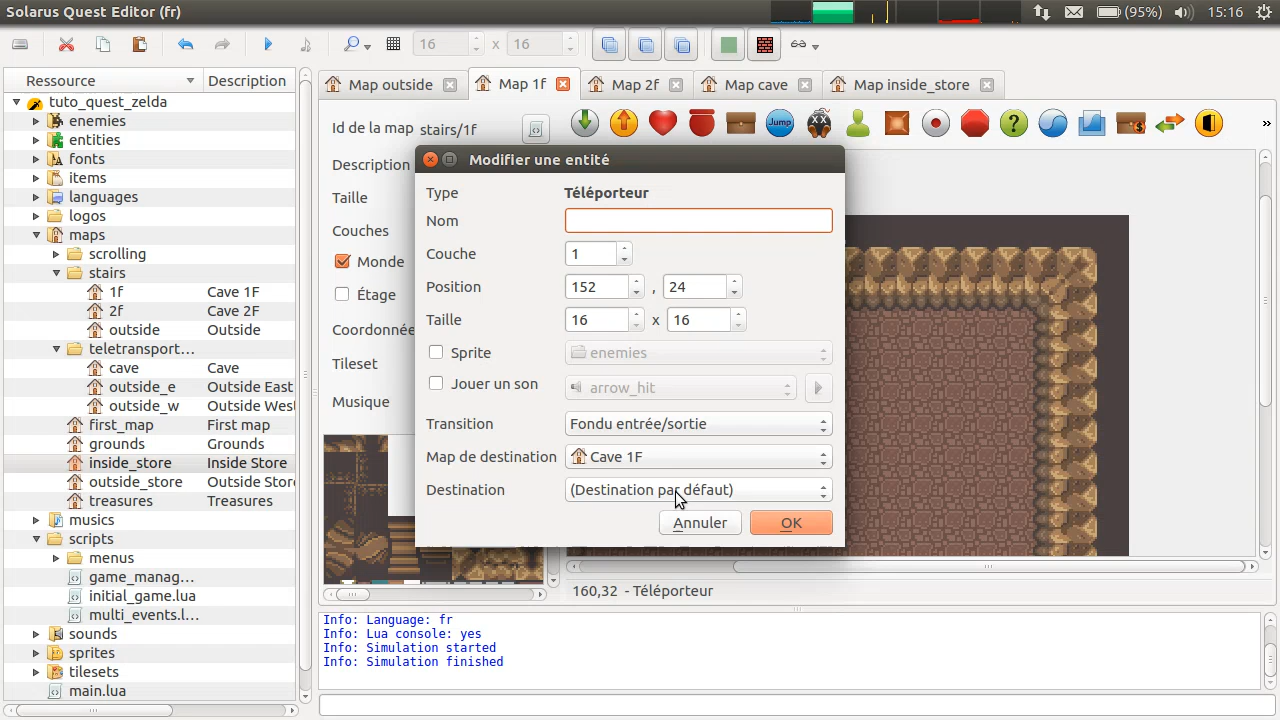 Solarus Quest Editor (fr)
(95%)
15:16
16 x 16
Ressource Description
tuto_quest_zelda
enemies
entities
fonts
items
languages
logos
maps
scrolling
stairs
1f Cave 1F
2f Cave 2F
outside Outside
teletransport...
cave Cave
outside_e Outside East
outside_w Outside West
first_map First map
grounds Grounds
inside_store Inside Store
outside_store Outside Store
treasures Treasures
musics
scripts
menus
game_manag...
initial_game.lua
multi_events.l...
sounds
sprites
tilesets
main.lua
Map outside
Map 1f
Map 2f
Map cave
Map inside_store
Jump
$
?
»
Id de la map stairs/1f
Description
Taille
Couches
Monde
Étage
Coordonnée
Tileset
Musique
Modifier une entité
Type Téléporteur
Nom
Couche 1
Position 152 , 24
Taille 16 x 16
Sprite enemies
Jouer un son arrow_hit
Transition Fondu entrée/sortie
Map de destination Cave 1F
Destination (Destination par défaut)
Annuler OK
160,32 - Téléporteur
Info: Language: fr
Info: Lua console: yes
Info: Simulation started
Info: Simulation finished